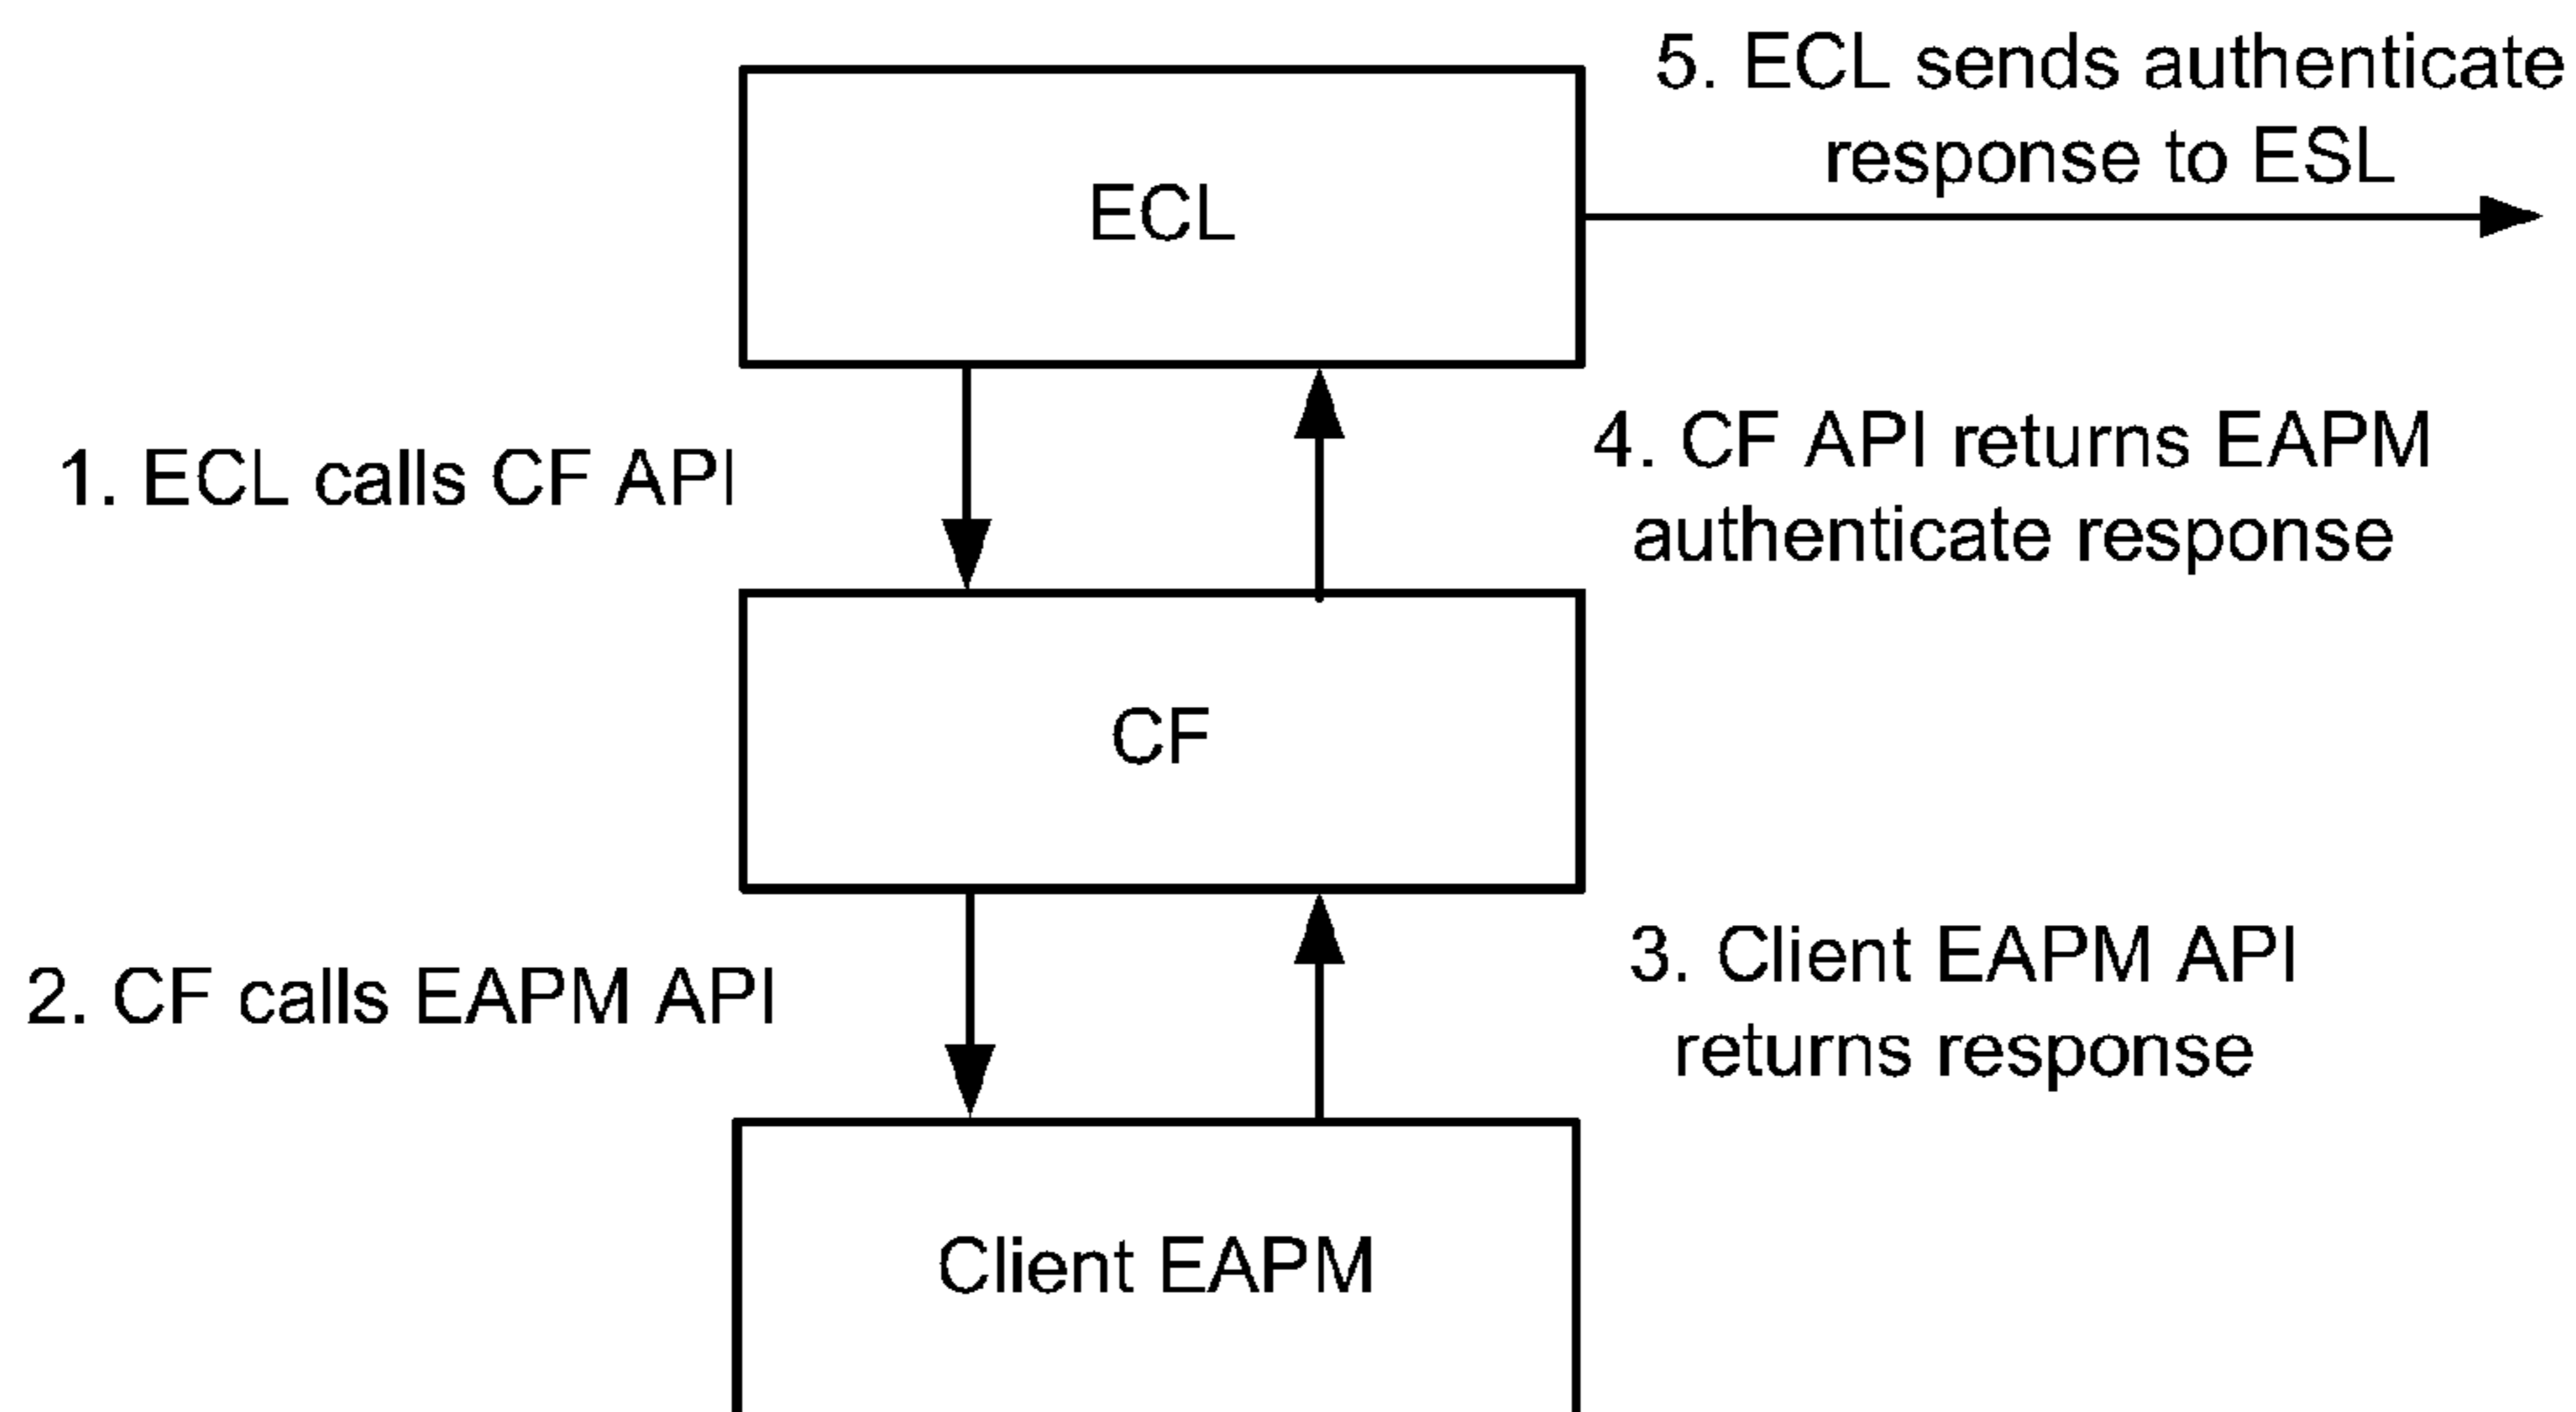 5. ECL sends authenticate
response to ESL
ECL
1. ECL calls CF API
4. CF API returns EAPM
authenticate response
CF
2. CF calls EAPM API
3. Client EAPM API
returns response
Client EAPM